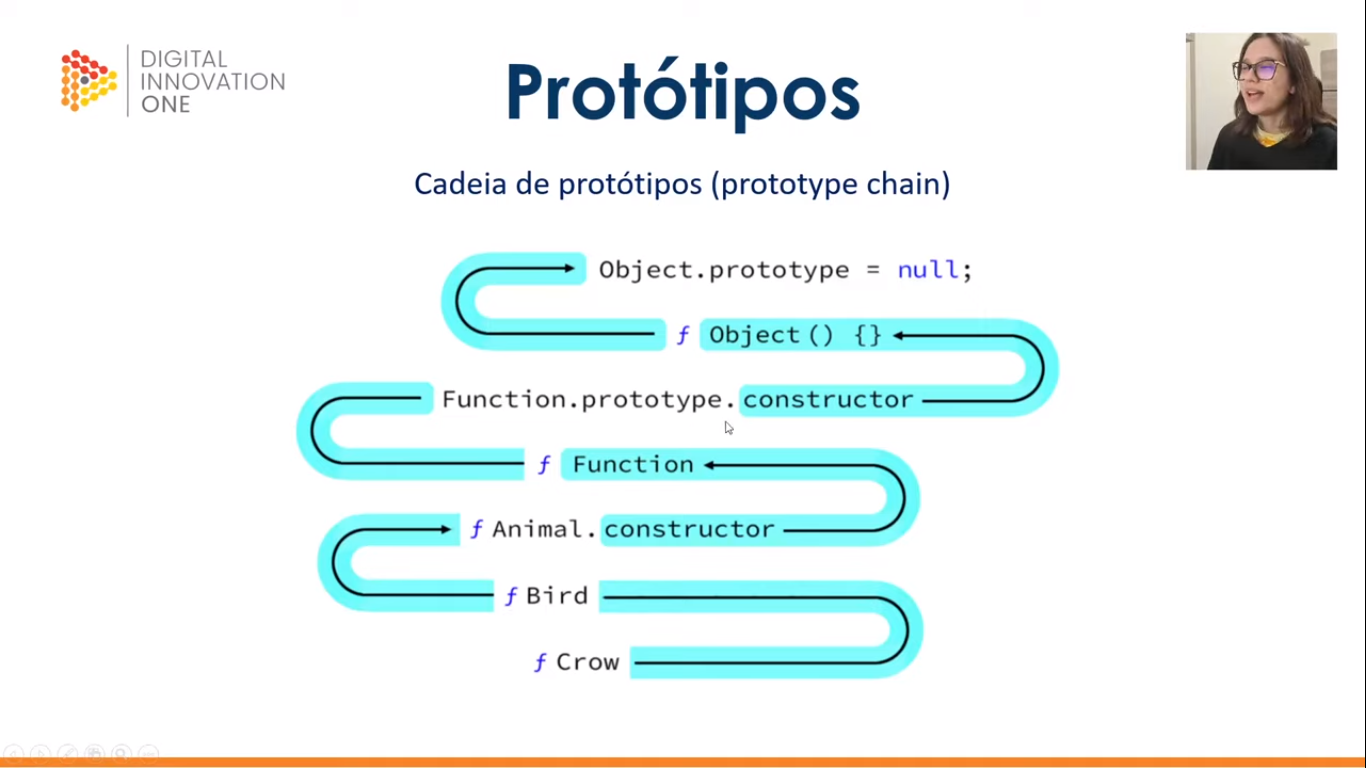 DIGITAL
INNOVATION
ONE
Protótipos
Cadeia de protótipos (prototype chain)
Object.prototype = null;
f Object() {}
Function.prototype.constructor
f Function
f Animal.constructor
f Bird
f Crow